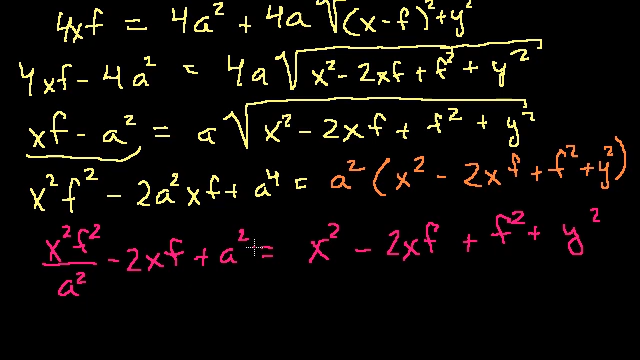 4xf = 4a² + 4a √(x-f)² + y²
4xf - 4a² = 4a √x² - 2xf + f² + y²
xf - a² = a √x² - 2xf + f² + y²
x²f² - 2a²xf + a⁴ = a² (x² - 2xf + f² + y²)
x²f²/a² - 2xf + a² = x² - 2xf + f² + y²